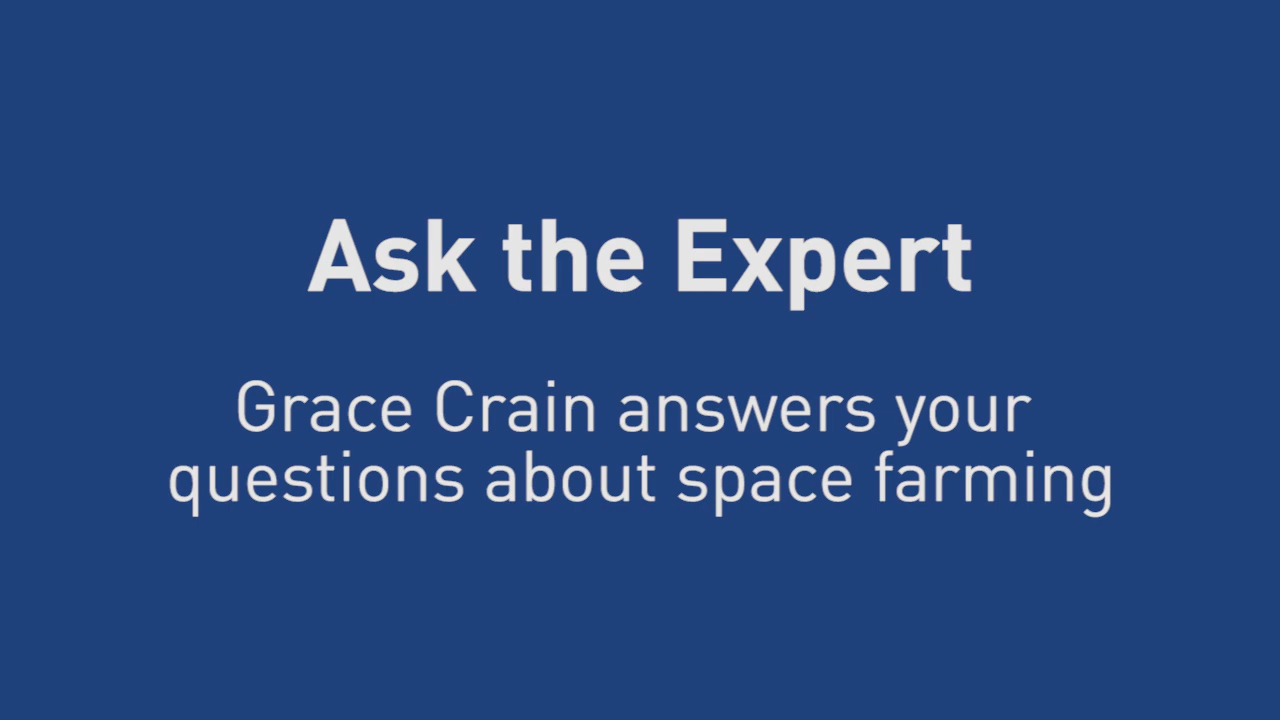 Ask the Expert
Grace Crain answers your
questions about space farming